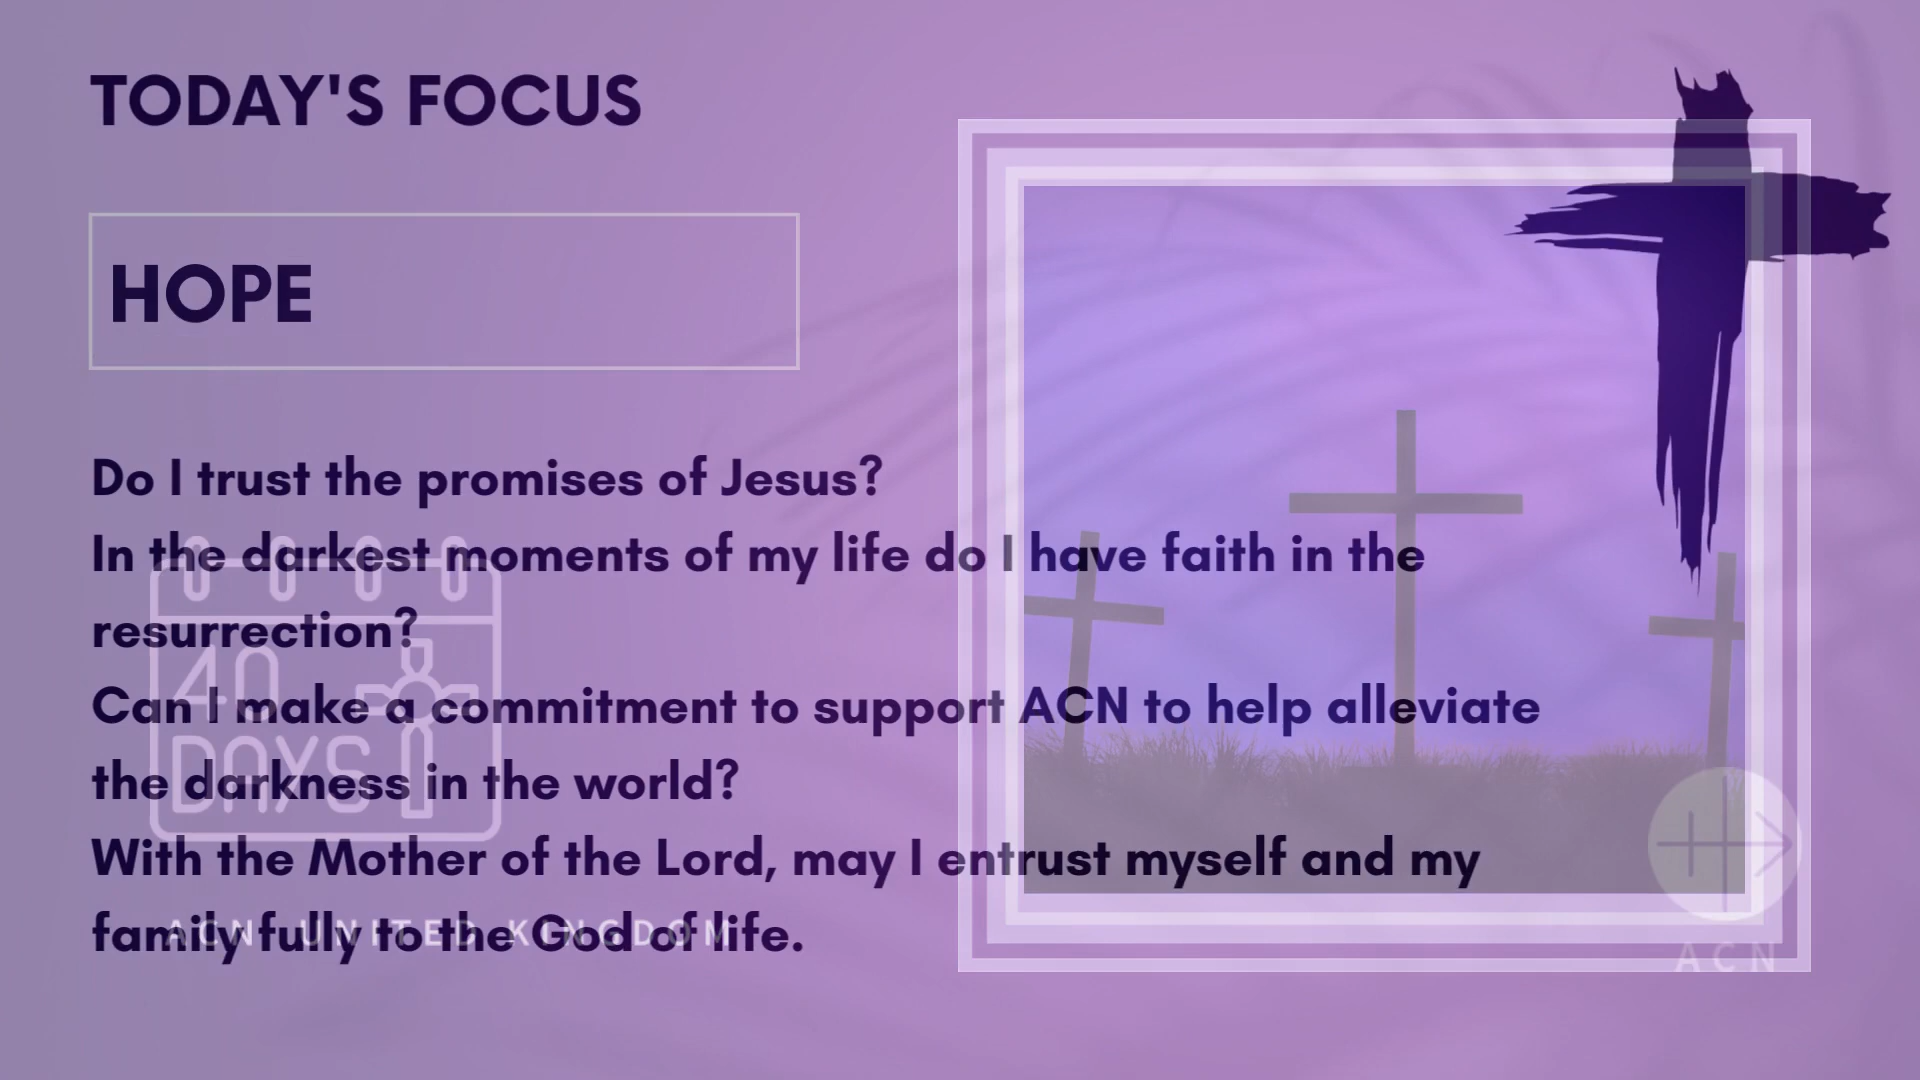 TODAY'S FOCUS
HOPE
Do I trust the promises of Jesus?
In the darkest moments of my life do I have faith in the
resurrection?
Can I make a commitment to support ACN to help alleviate
the darkness in the world?
With the Mother of the Lord, may I entrust myself and my
family fully to the God of life.
40
DAYS
ACN UNITED KINGDOM
ACN